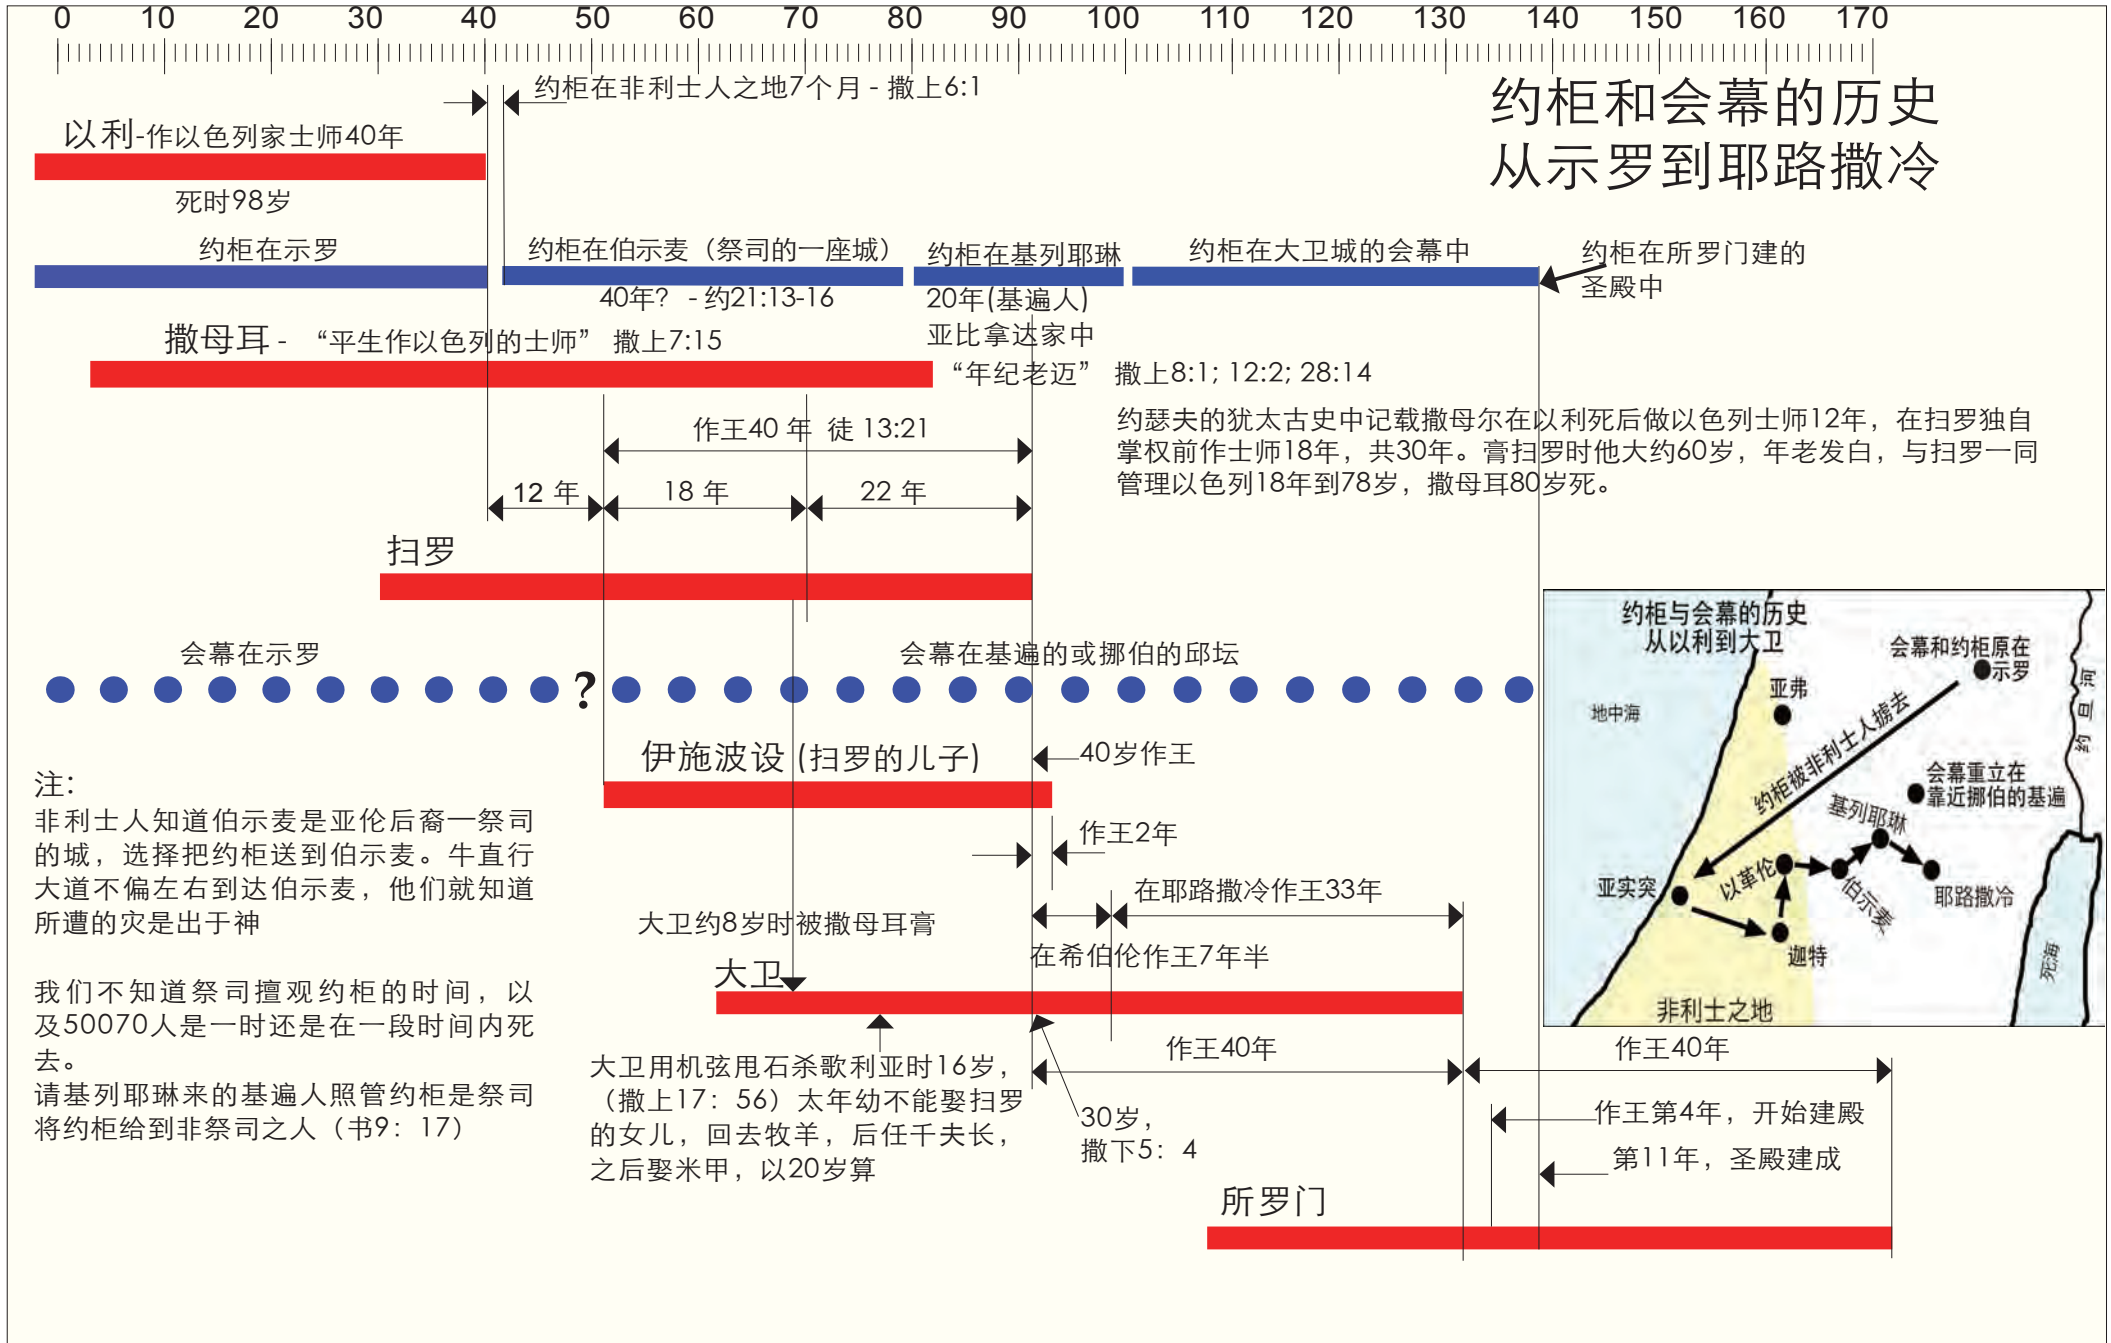 0 10 20 30 40 50 60 70 80 90 100 110 120 130 140 150 160 170
约柜和会幕的历史
从示罗到耶路撒冷
约柜在非利士人之地7个月 - 撒上6:1
以利-作以色列家士师40年
死时98岁
约柜在示罗
约柜在伯示麦（祭司的一座城）
40年? - 约21:13-16
约柜在基列耶琳
20年(基遍人)
亚比拿达家中
约柜在大卫城的会幕中
约柜在所罗门建的
圣殿中
撒母耳 - “平生作以色列的士师” 撒上7:15
“年纪老迈” 撒上8:1; 12:2; 28:14
约瑟夫的犹太古史中记载撒母尔在以利死后做以色列士师12年，在扫罗独自
掌权前作士师18年，共30年。膏扫罗时他大约60岁，年老发白，与扫罗一同
管理以色列18年到78岁，撒母耳80岁死。
作王40 年 徒 13:21
12 年
18 年
22 年
扫罗
会幕在示罗
?
会幕在基遍的或挪伯的邱坛
伊施波设 (扫罗的儿子)
40岁作王
作王2年
在耶路撒冷作王33年
大卫约8岁时被撒母耳膏
在希伯伦作王7年半
大卫
注：
非利士人知道伯示麦是亚伦后裔一祭司
的城，选择把约柜送到伯示麦。牛直行
大道不偏左右到达伯示麦，他们就知道
所遭的灾是出于神
我们不知道祭司擅观约柜的时间，以
及50070人是一时还是在一段时间内死
去。
请基列耶琳来的基遍人照管约柜是祭司
将约柜给到非祭司之人（书9：17）
大卫用机弦甩石杀歌利亚时16岁，
（撒上17：56）太年幼不能娶扫罗
的女儿，回去牧羊，后任千夫长，
之后娶米甲，以20岁算
30岁，
撒下5：4
作王40年
作王40年
作王第4年，开始建殿
第11年，圣殿建成
所罗门
约柜与会幕的历史
从以利到大卫
会幕和约柜原在
示罗
亚弗
地中海
约旦河
约柜被非利士人掳去
会幕重立在
靠近挪伯的基遍
基列耶琳
以革伦
亚实突
伯示麦
耶路撒冷
迦特
死海
非利士之地